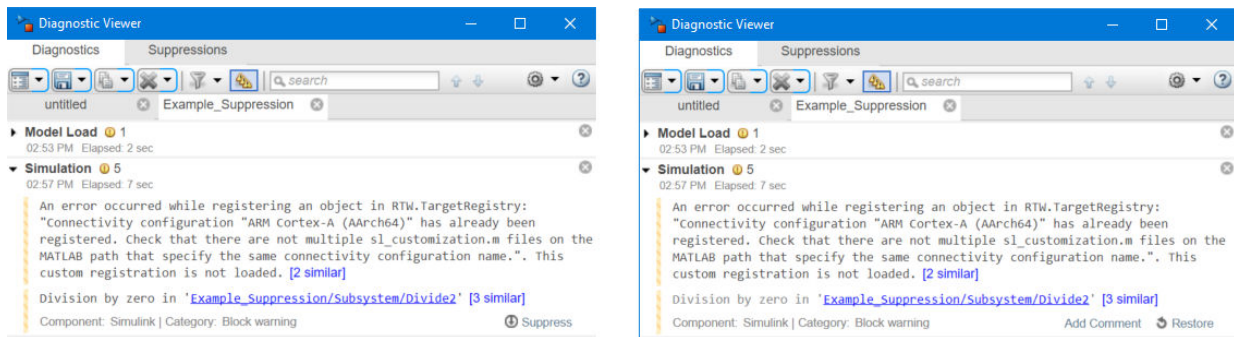 Diagnostic Viewer
Diagnostics Suppressions
search
untitled Example_Suppression
Model Load 1
02:53 PM Elapsed: 2 sec
Simulation 5
02:57 PM Elapsed: 7 sec
An error occurred while registering an object in RTW.TargetRegistry:
"Connectivity configuration "ARM Cortex-A (AArch64)" has already been
registered. Check that there are not multiple sl_customization.m files on the
MATLAB path that specify the same connectivity configuration name.". This
custom registration is not loaded. [2 similar]
Division by zero in 'Example_Suppression/Subsystem/Divide2' [3 similar]
Component: Simulink | Category: Block warning Suppress
Diagnostic Viewer
Diagnostics Suppressions
search
untitled Example_Suppression
Model Load 1
02:53 PM Elapsed: 2 sec
Simulation 5
02:57 PM Elapsed: 7 sec
An error occurred while registering an object in RTW.TargetRegistry:
"Connectivity configuration "ARM Cortex-A (AArch64)" has already been
registered. Check that there are not multiple sl_customization.m files on the
MATLAB path that specify the same connectivity configuration name.". This
custom registration is not loaded. [2 similar]
Division by zero in 'Example_Suppression/Subsystem/Divide2' [3 similar]
Component: Simulink | Category: Block warning Add Comment Restore